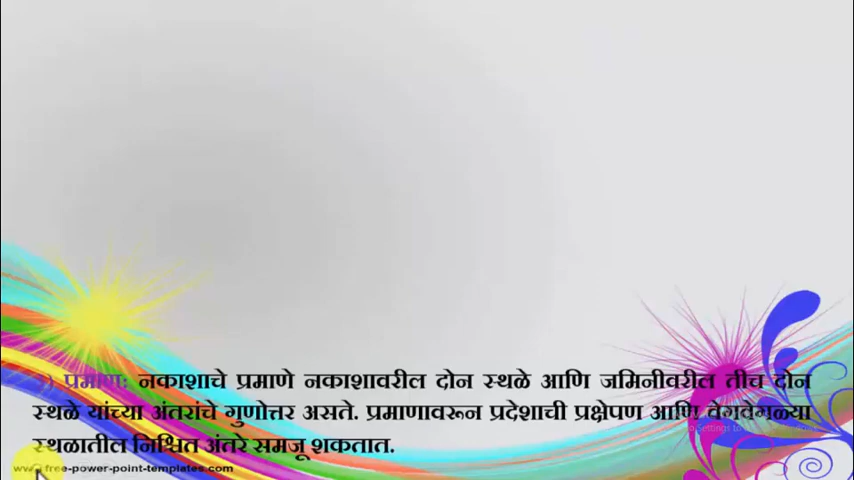 प्रमाण: नकाशाचे प्रमाणे नकाशावरील दोन स्थळे आणि जमिनीवरील तीच दोन
स्थळे यांच्या अंतरांचे गुणोत्तर असते. प्रमाणावरून प्रदेशाची प्रक्षेपण आणि वेगवेगळ्या
स्थळातील निश्चित अंतरे समजू शकतात.
free-power-point-templates.com